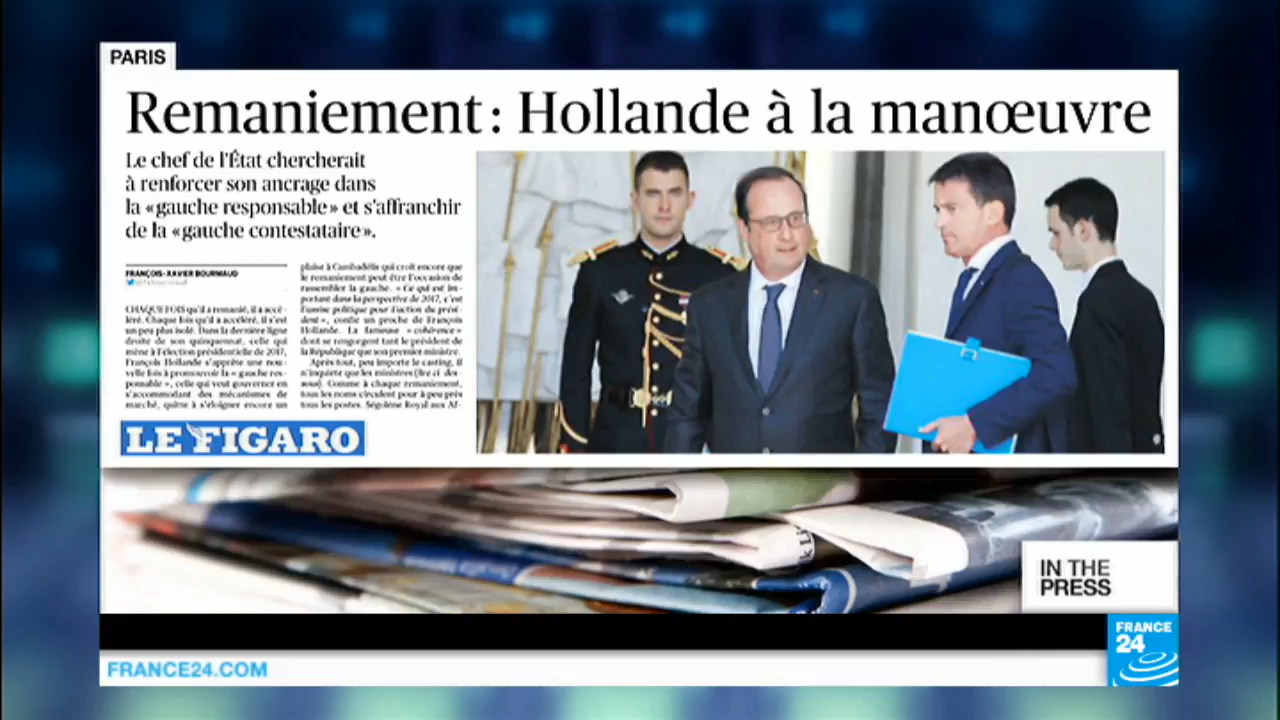 PARIS
Remaniement : Hollande à la manœuvre
Le chef de l'État chercherait
à renforcer son ancrage dans
la «gauche responsable» et s'affranchir
de la «gauche contestataire».
FRANÇOIS-XAVIER BOURMAUD
CHAQUE FOIS qu'il a remanié, il a accé-
léré. Chaque fois qu'il a accéléré, il s'est
un peu plus isolé. Dans la dernière ligne
droite de son quinquennat, celle qui
mène à l'élection présidentielle de 2017,
François Hollande s'apprête une nou-
velle fois à promouvoir la « gauche res-
ponsable », celle qui veut gouverner en
s'accommodant des mécanismes de
marché, quitte à s'éloigner encore un
plaise à Cambadélis qui croit encore que
le remaniement peut être l'occasion de
rassembler la gauche. « Ce qui est im-
portant dans la perspective de 2017, c'est
l'usine politique pour l'action du prési-
dent », confie un proche de François
Hollande. La fameuse « cohérence »
dont se rengorgent tant le président de
la République que son premier ministre.
Après tout, peu importe le casting, il
n'inquiète que les ministres (lire ci-des-
sous). Comme à chaque remaniement,
tous les noms circulent pour à peu près
tous les postes. Ségolène Royal aux Af-
LE FIGARO
IN THE
PRESS
FRANCE
24
FRANCE24.COM